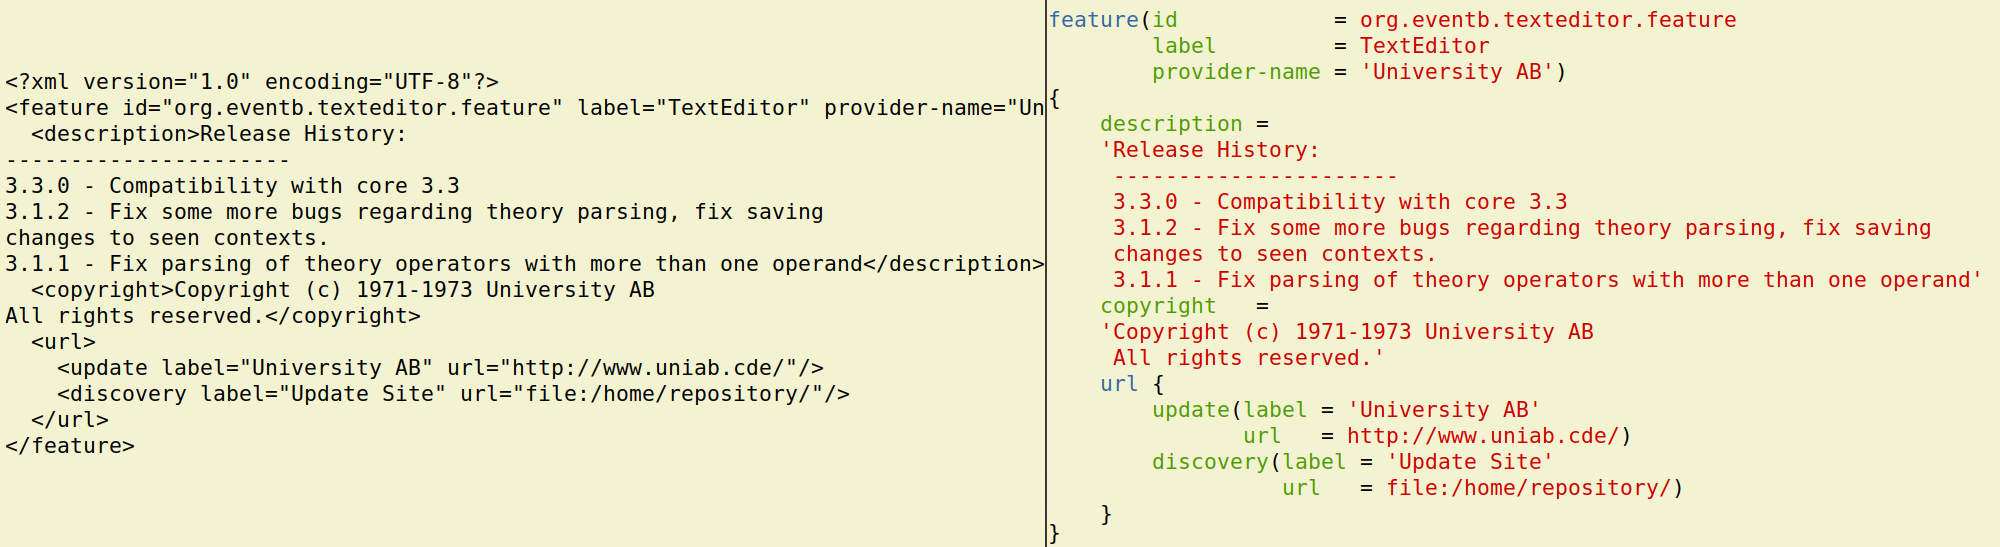 <?xml version="1.0" encoding="UTF-8"?>
<feature id="org.eventb.texteditor.feature" label="TextEditor" provider-name="Un
  <description>Release History:
----------------------
3.3.0 - Compatibility with core 3.3
3.1.2 - Fix some more bugs regarding theory parsing, fix saving
changes to seen contexts.
3.1.1 - Fix parsing of theory operators with more than one operand</description>
  <copyright>Copyright (c) 1971-1973 University AB
All rights reserved.</copyright>
  <url>
    <update label="University AB" url="http://www.uniab.cde/"/>
    <discovery label="Update Site" url="file:/home/repository/"/>
  </url>
</feature>
feature(id            = org.eventb.texteditor.feature
        label         = TextEditor
        provider-name = 'University AB')
{
    description =
    'Release History:
     ----------------------
     3.3.0 - Compatibility with core 3.3
     3.1.2 - Fix some more bugs regarding theory parsing, fix saving
     changes to seen contexts.
     3.1.1 - Fix parsing of theory operators with more than one operand'
    copyright   =
    'Copyright (c) 1971-1973 University AB
     All rights reserved.'
    url {
        update(label = 'University AB'
               url   = http://www.uniab.cde/)
        discovery(label = 'Update Site'
                  url   = file:/home/repository/)
    }
}